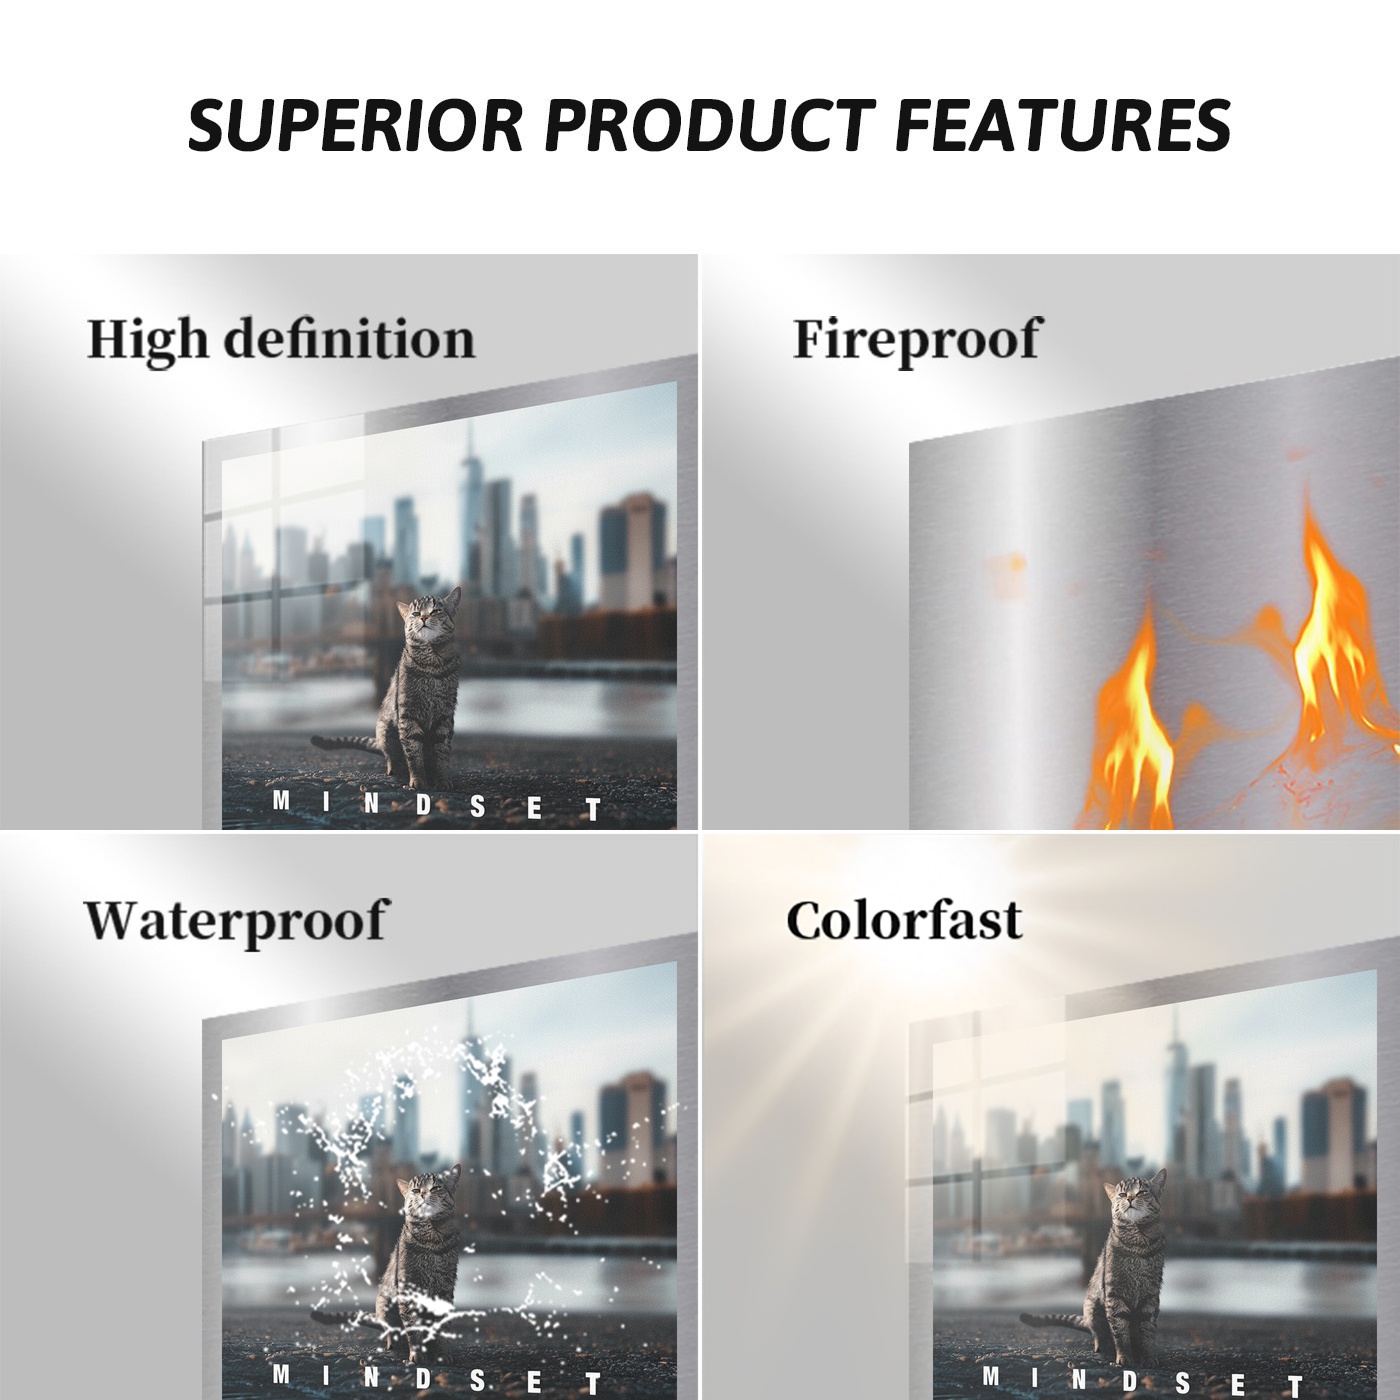 SUPERIOR PRODUCT FEATURES
High definition
Fireproof
MINDSET
Waterproof
Colorfast
MINDSET
MINDSET